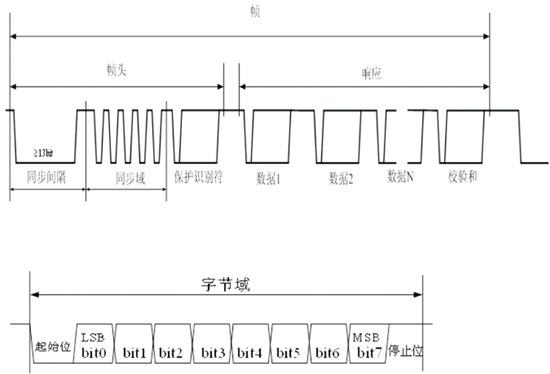 帧
帧头 响应
≥13bit
同步间隔 同步域 保护识别符 数据1 数据2 数据N 校验和
字节域
起始位 LSB bit0 bit1 bit2 bit3 bit4 bit5 bit6 MSB bit7 停止位